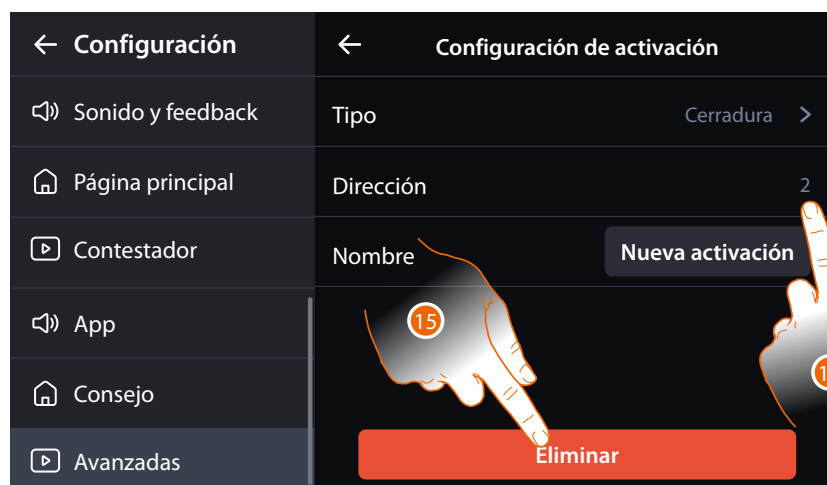 Configuración
Sonido y feedback
Página principal
Contestador
App
Consejo
Avanzadas
Configuración de activación
Tipo Cerradura
Dirección 2
Nombre Nueva activación
15
Eliminar